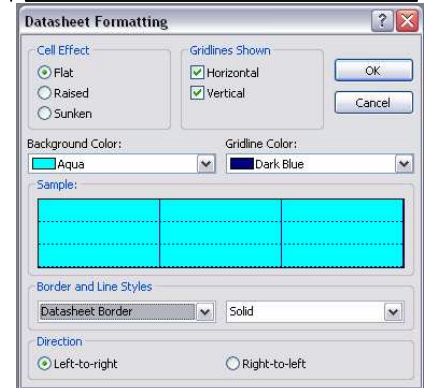 Datasheet Formatting
Cell Effect
Flat
Raised
Sunken
Gridlines Shown
Horizontal
Vertical
OK
Cancel
Background Color:
Aqua
Gridline Color:
Dark Blue
Sample:
Border and Line Styles
Datasheet Border
Solid
Direction
Left-to-right
Right-to-left